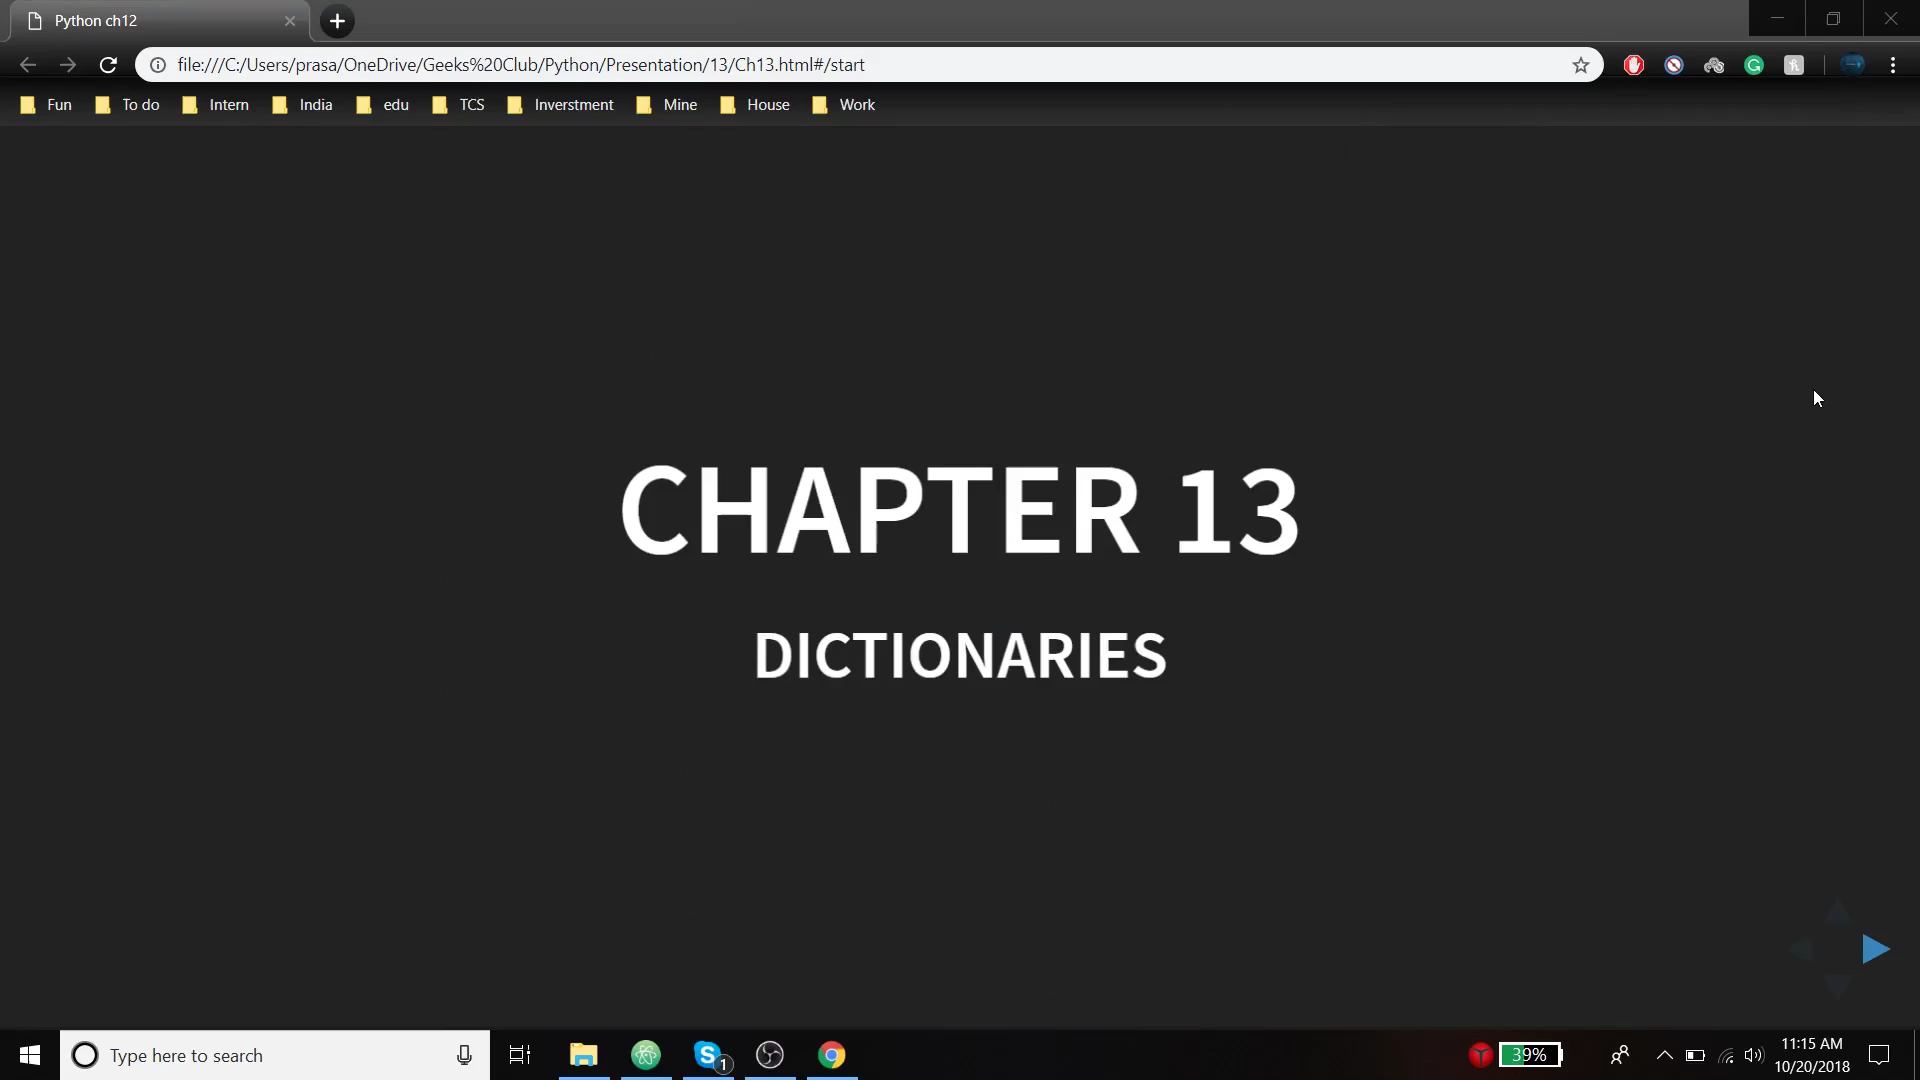 Python ch12
file:///C:/Users/prasa/OneDrive/Geeks%20Club/Python/Presentation/13/Ch13.html#/start
Fun To do Intern India edu TCS Inverstment Mine House Work
CHAPTER 13
DICTIONARIES
Type here to search
1
39%
11:15 AM
10/20/2018